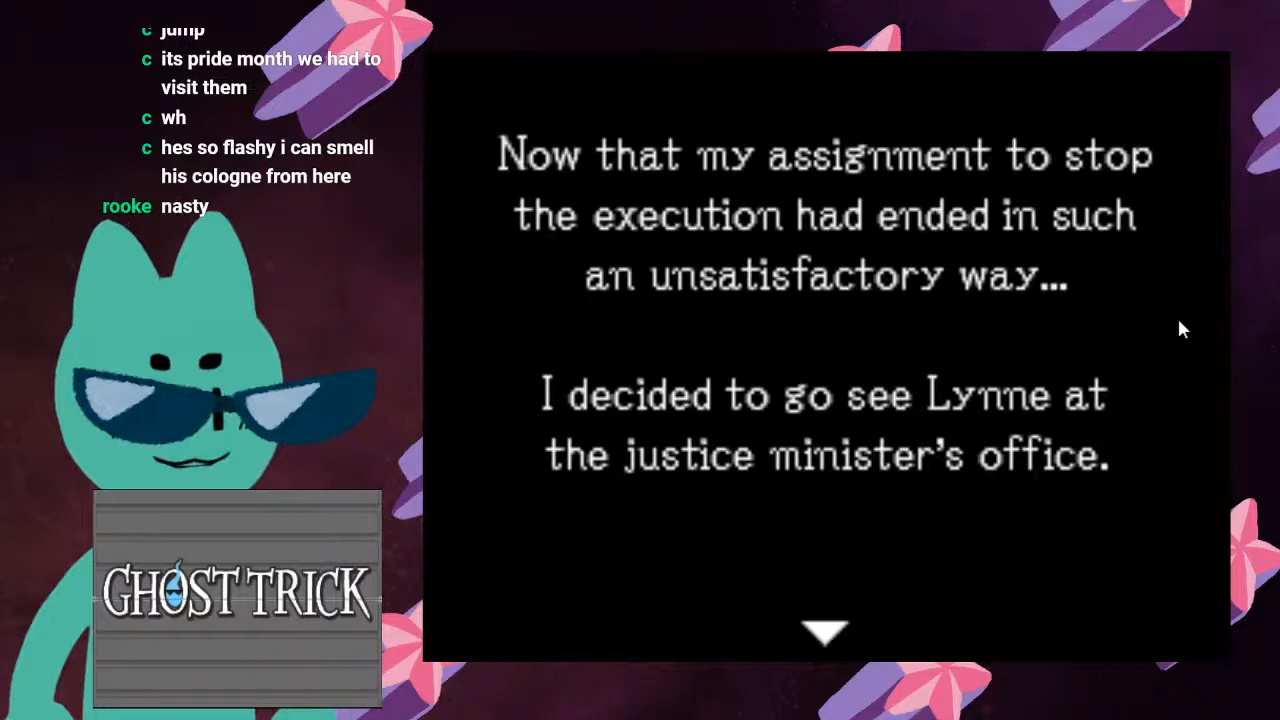 c jump
c its pride month we had to
visit them
c wh
c hes so flashy i can smell
his cologne from here
rooke nasty
Now that my assignment to stop
the execution had ended in such
an unsatisfactory way...
I decided to go see Lynne at
the justice minister's office.
GHOST TRICK